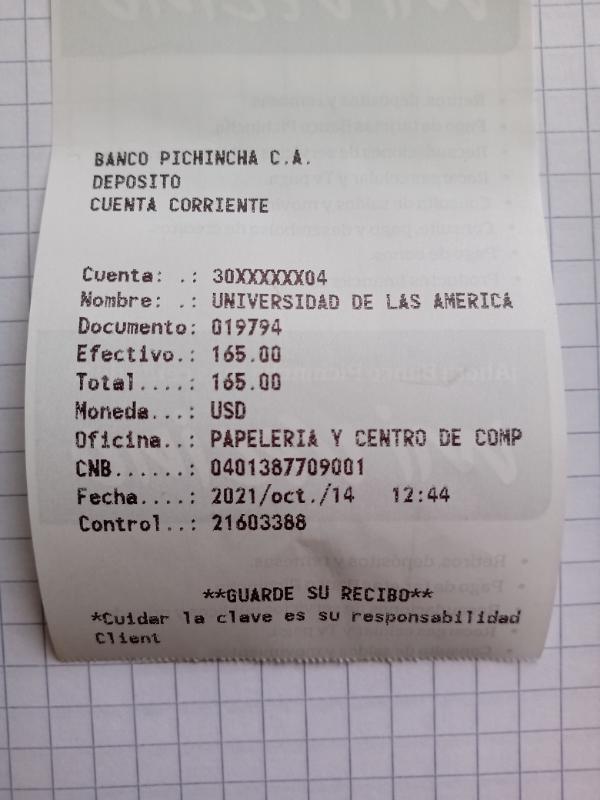 BANCO PICHINCHA C.A.
DEPOSITO
CUENTA CORRIENTE
Cuenta: .: 30XXXXXX04
Nombre: .: UNIVERSIDAD DE LAS AMERICA
Documento: 019794
Efectivo.: 165.00
Total....: 165.00
Moneda...: USD
Oficina..: PAPELERIA Y CENTRO DE COMP
CNB......: 0401387709001
Fecha....: 2021/oct./14 12:44
Control..: 21603388
**GUARDE SU RECIBO**
*Cuidar la clave es su responsabilidad
Client